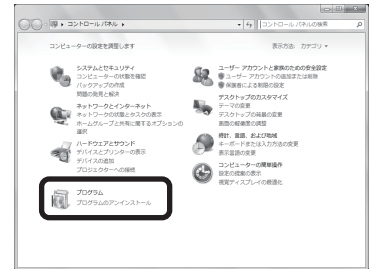 コントロール パネル
コントロール パネルの検索
コンピューターの設定を調整します
表示方法: カテゴリ
システムとセキュリティ
コンピューターの状態を確認
バックアップの作成
問題の発見と解決
ネットワークとインターネット
ネットワークの状態とタスクの表示
ホームグループと共有に関するオプションの
選択
ハードウェアとサウンド
デバイスとプリンターの表示
デバイスの追加
プロジェクターへの接続
プログラム
プログラムのアンインストール
ユーザー アカウントと家族のための安全設定
ユーザー アカウントの追加または削除
保護者による制限の設定
デスクトップのカスタマイズ
テーマの変更
デスクトップの背景の変更
画面の解像度の調整
時計、言語、および地域
キーボードまたは入力方法の変更
表示言語の変更
コンピューターの簡単操作
設定の提案の表示
視覚ディスプレイの最適化